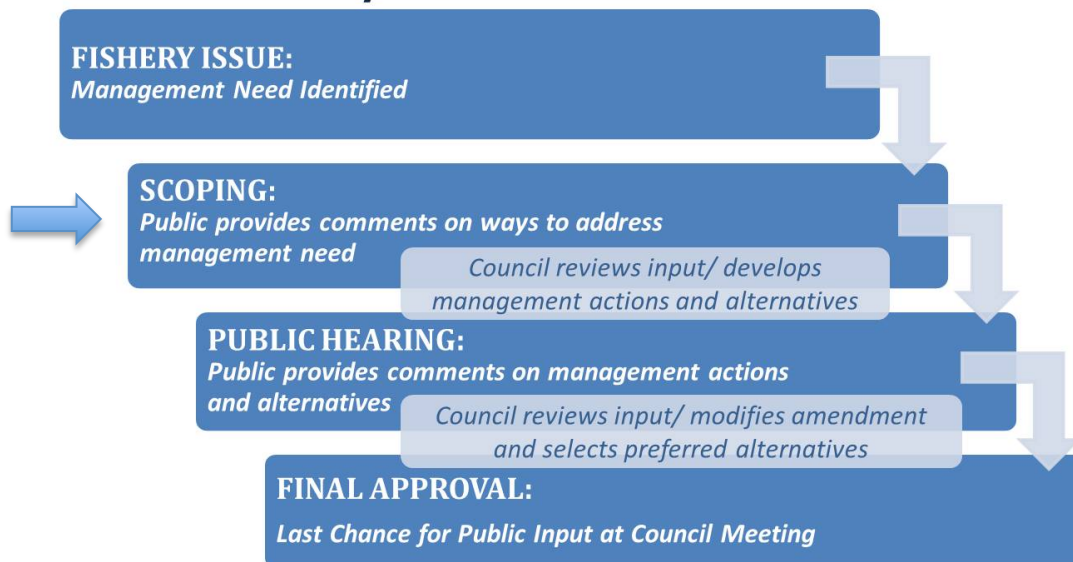 FISHERY ISSUE:
Management Need Identified
SCOPING:
Public provides comments on ways to address
management need
Council reviews input/ develops
management actions and alternatives
PUBLIC HEARING:
Public provides comments on management actions
and alternatives
Council reviews input/ modifies amendment
and selects preferred alternatives
FINAL APPROVAL:
Last Chance for Public Input at Council Meeting